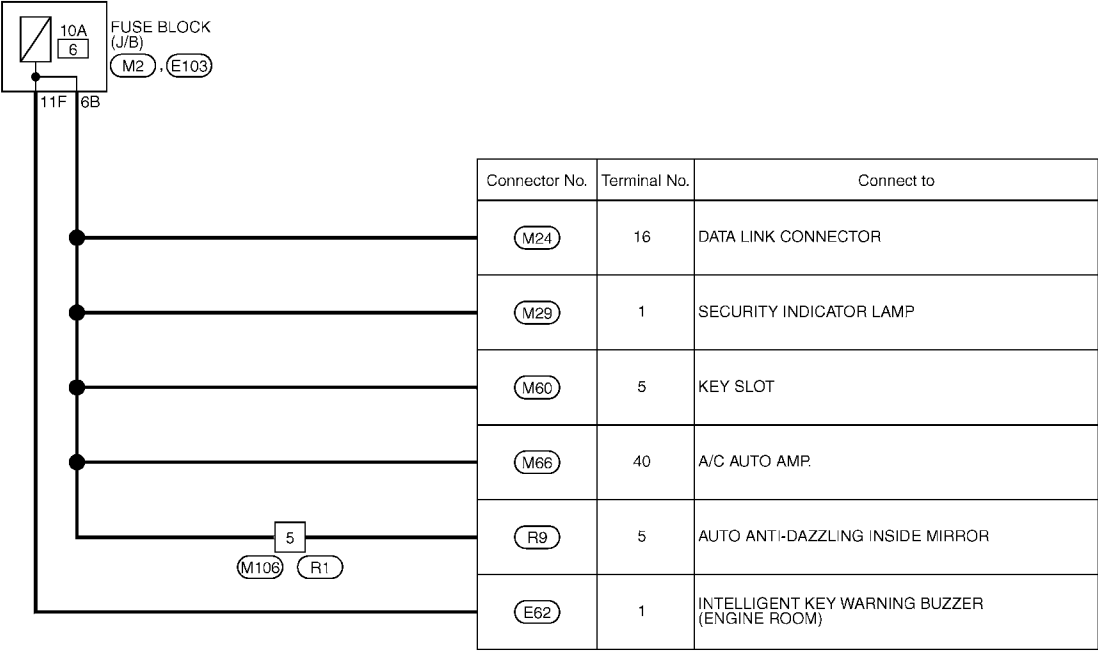 10A
6
FUSE BLOCK
(J/B)
M2 , E103
11F 6B
Connector No. Terminal No. Connect to
M24 16 DATA LINK CONNECTOR
M29 1 SECURITY INDICATOR LAMP
M60 5 KEY SLOT
M66 40 A/C AUTO AMP.
5
M106 R1
R9 5 AUTO ANTI-DAZZLING INSIDE MIRROR
E62 1 INTELLIGENT KEY WARNING BUZZER
(ENGINE ROOM)